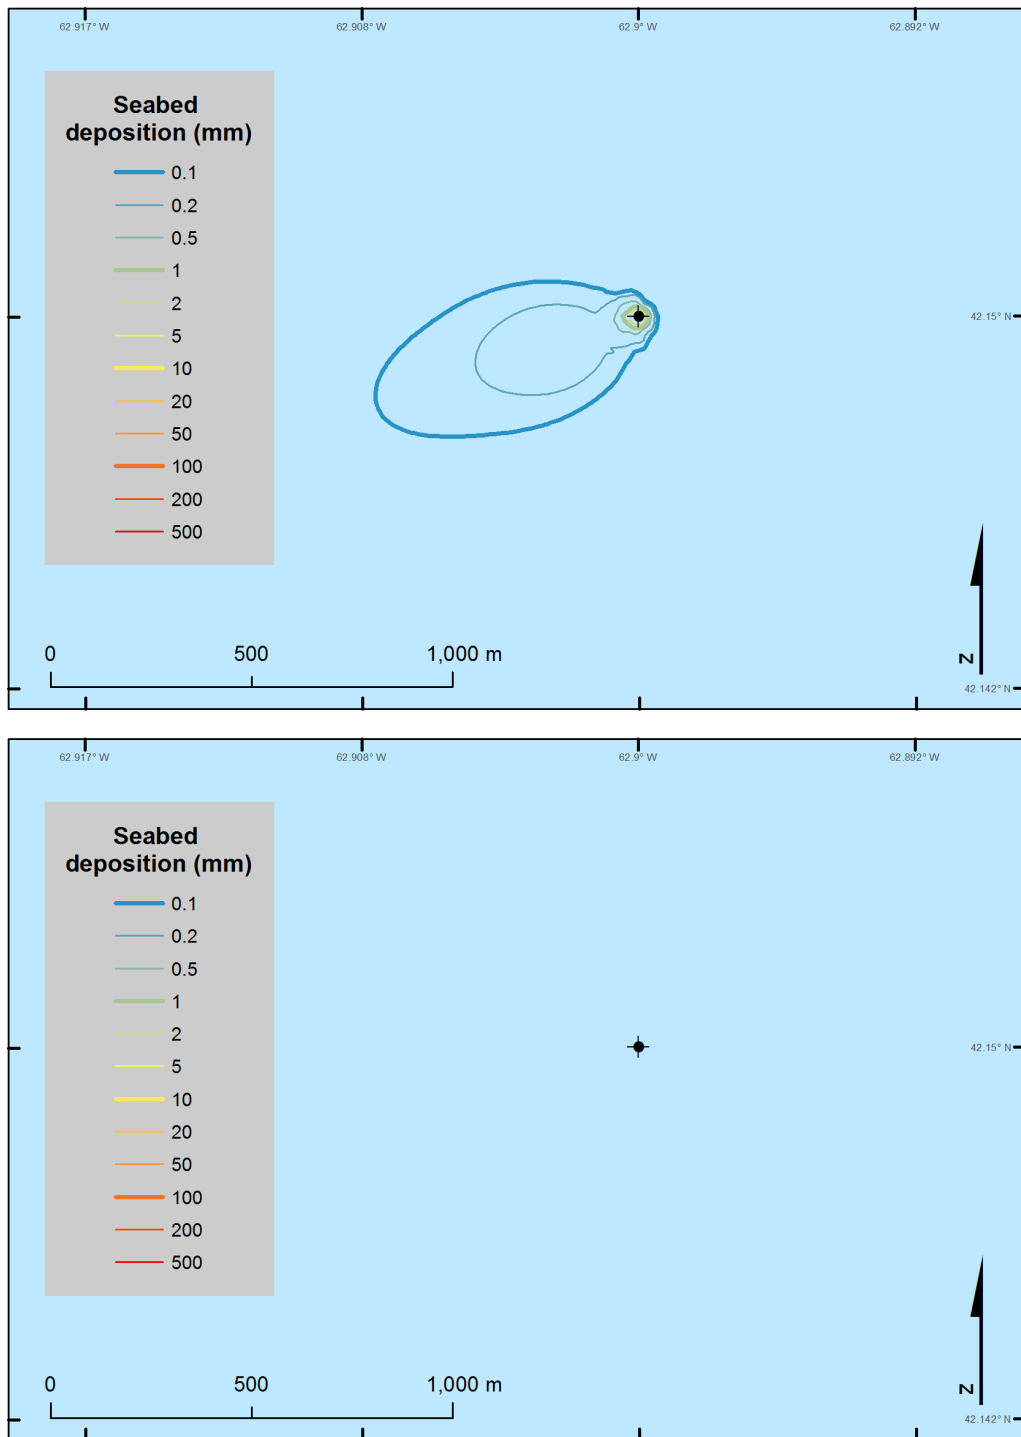 62.917° W
62.908° W
62.9° W
62.892° W
Seabed
deposition (mm)
0.1
0.2
0.5
1
2
5
10
20
50
100
200
500
42.15° N
0
500
1,000 m
N
42.142° N
62.917° W
62.908° W
62.9° W
62.892° W
Seabed
deposition (mm)
0.1
0.2
0.5
1
2
5
10
20
50
100
200
500
42.15° N
0
500
1,000 m
N
42.142° N